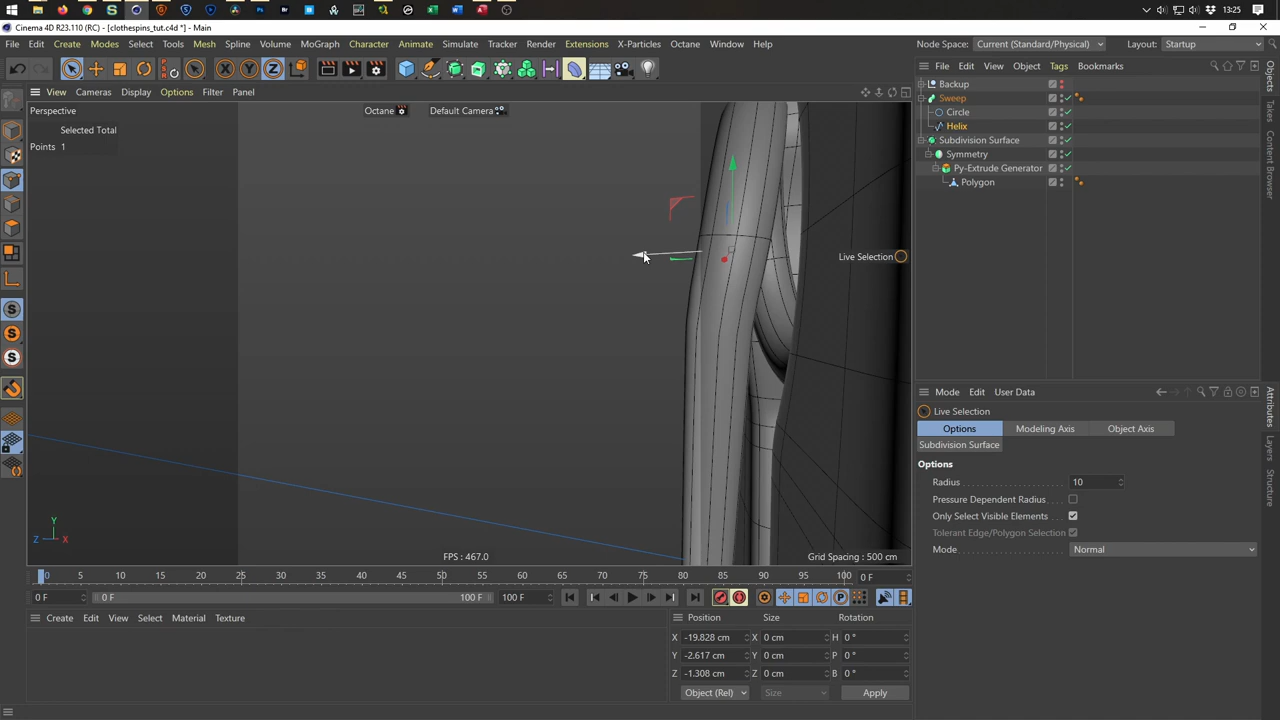 13:25
Cinema 4D R23.110 (RC) - [clothespins_tut.c4d *] - Main
File Edit Create Modes Select Tools Mesh Spline Volume MoGraph Character Animate Simulate Tracker Render Extensions X-Particles Octane Window Help
Node Space: Current (Standard/Physical) Layout: Startup
View Cameras Display Options Filter Panel
File Edit View Object Tags Bookmarks
Perspective Octane Default Camera
Selected Total
Points 1
Backup
Sweep
Circle
Helix
Subdivision Surface
Symmetry
Py-Extrude Generator
Polygon
Objects
Takes
Content Browser
Live Selection
Mode Edit User Data
Live Selection
Options Modeling Axis Object Axis
Subdivision Surface
Options
Radius 10
Pressure Dependent Radius
Only Select Visible Elements
Tolerant Edge/Polygon Selection
Mode Normal
Attributes
Layers
Structure
Y
Z X
FPS : 467.0 Grid Spacing : 500 cm
0 5 10 15 20 25 30 35 40 45 50 55 60 65 70 75 80 85 90 95 100 0 F
0 F 0 F 100 F 100 F
Create Edit View Select Material Texture
Position Size Rotation
X -19.828 cm X 0 cm H 0 °
Y -2.617 cm Y 0 cm P 0 °
Z -1.308 cm Z 0 cm B 0 °
Object (Rel) Size Apply